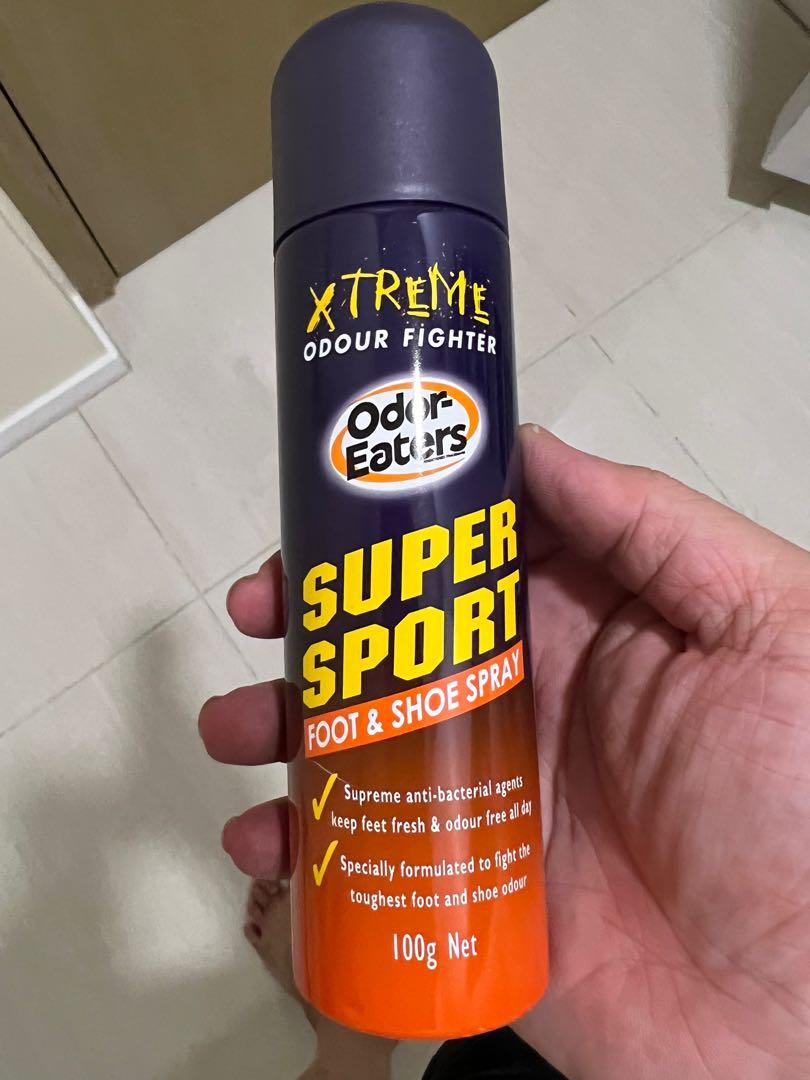 XTREME
ODOUR FiGHTER
Odor-
Eaters
SUPER
SPORT
FOOT & SHOE SPRAY
Supreme anti-bacterial agents
keep feet fresh & odour free all day
Specially formulated to fight the
toughest foot and shoe odour
100g Net